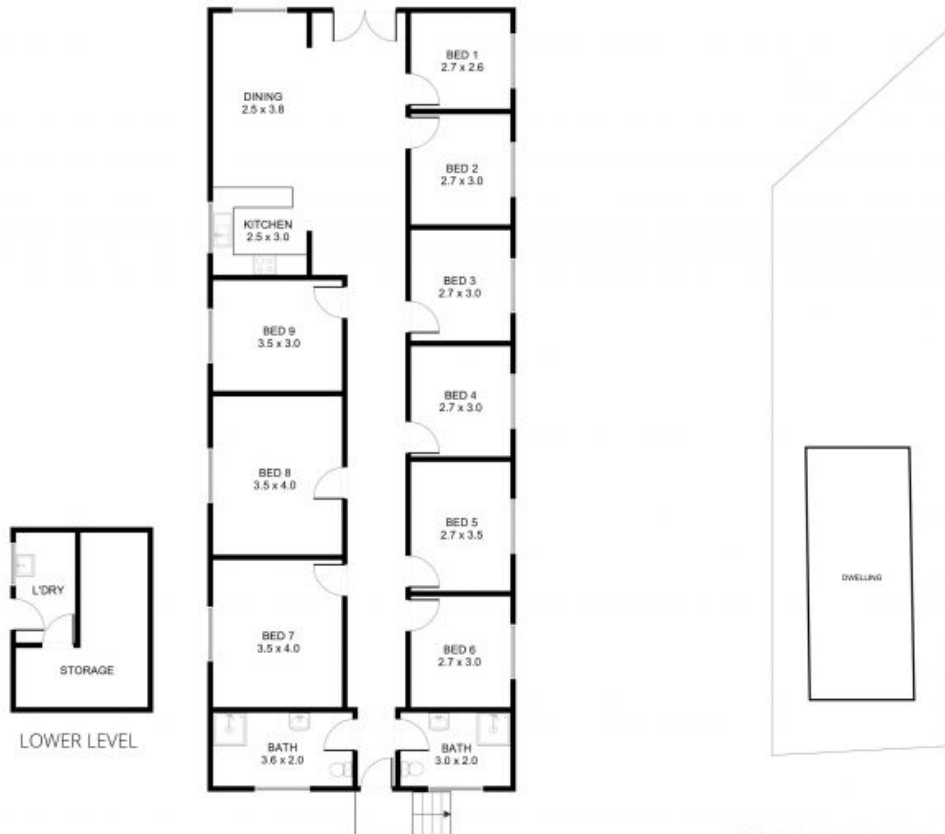 BED 1
2.7 x 2.6
DINING
2.5 x 3.8
BED 2
2.7 x 3.0
KITCHEN
2.5 x 3.0
BED 3
2.7 x 3.0
BED 9
3.5 x 3.0
BED 4
2.7 x 3.0
BED 8
3.5 x 4.0
BED 5
2.7 x 3.5
BED 7
3.5 x 4.0
BED 6
2.7 x 3.0
BATH
3.6 x 2.0
BATH
3.0 x 2.0
L'DRY
STORAGE
LOWER LEVEL
DWELLING